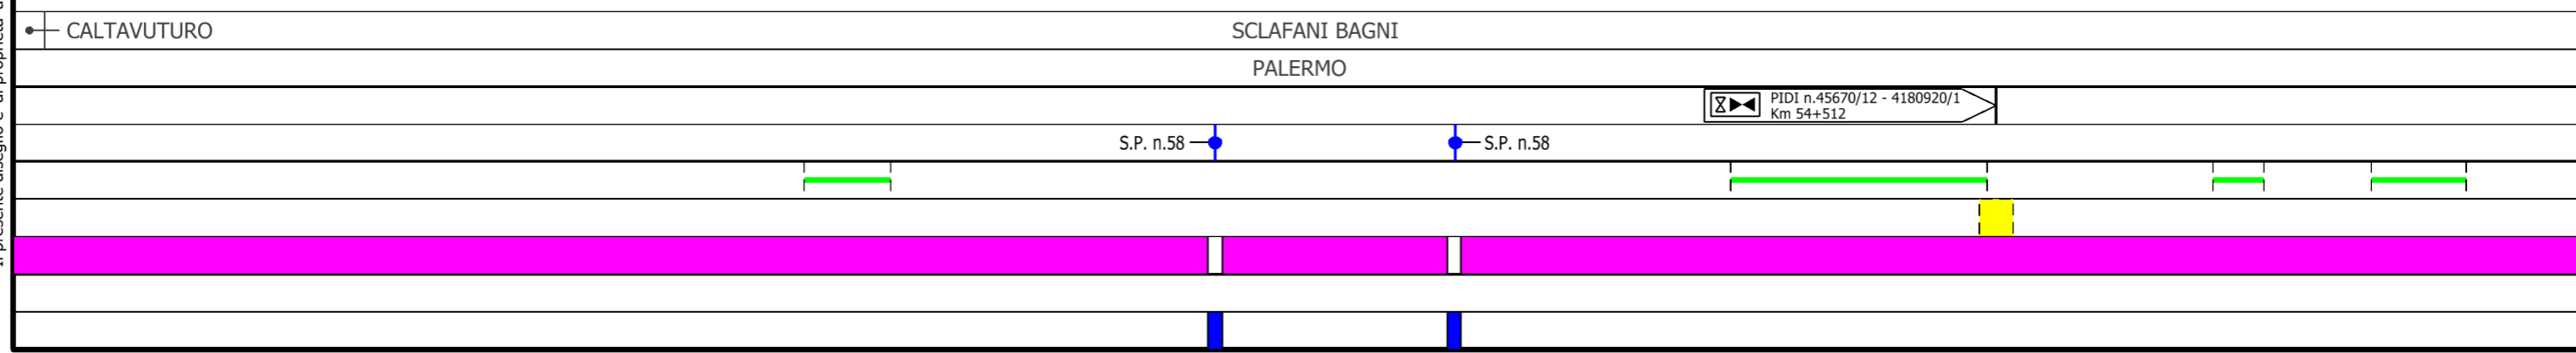 CALTAVUTURO
SCLAFANI BAGNI
PALERMO
PIDI n.45670/12 - 4180920/1
Km 54+512
S.P. n.58
S.P. n.58